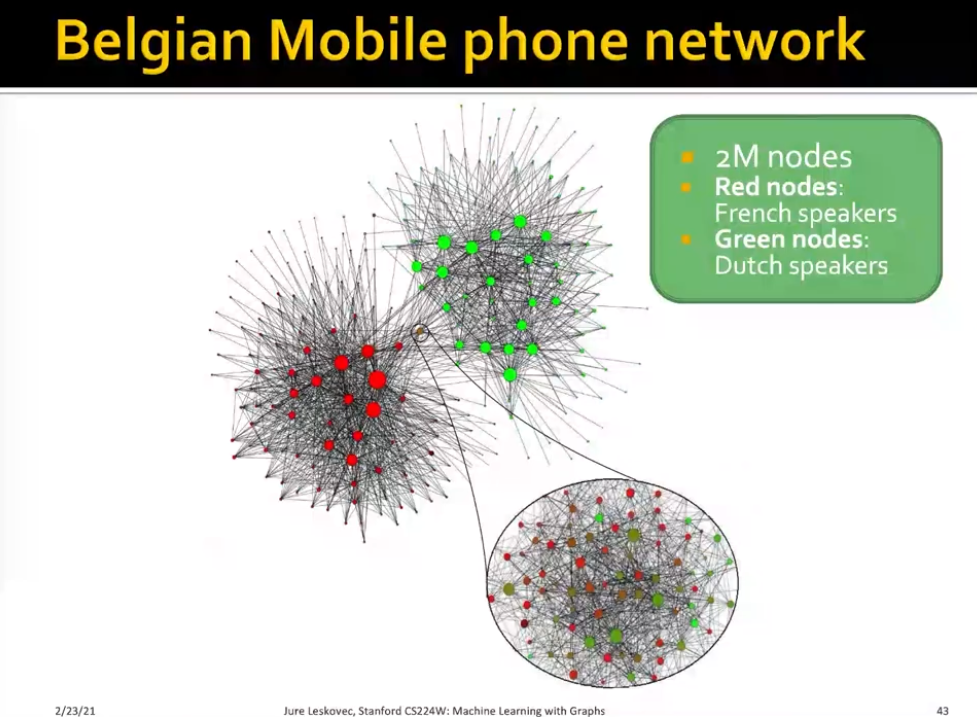 Belgian Mobile phone network
2M nodes
Red nodes:
French speakers
Green nodes:
Dutch speakers
2/23/21
Jure Leskovec, Stanford CS224W: Machine Learning with Graphs
43